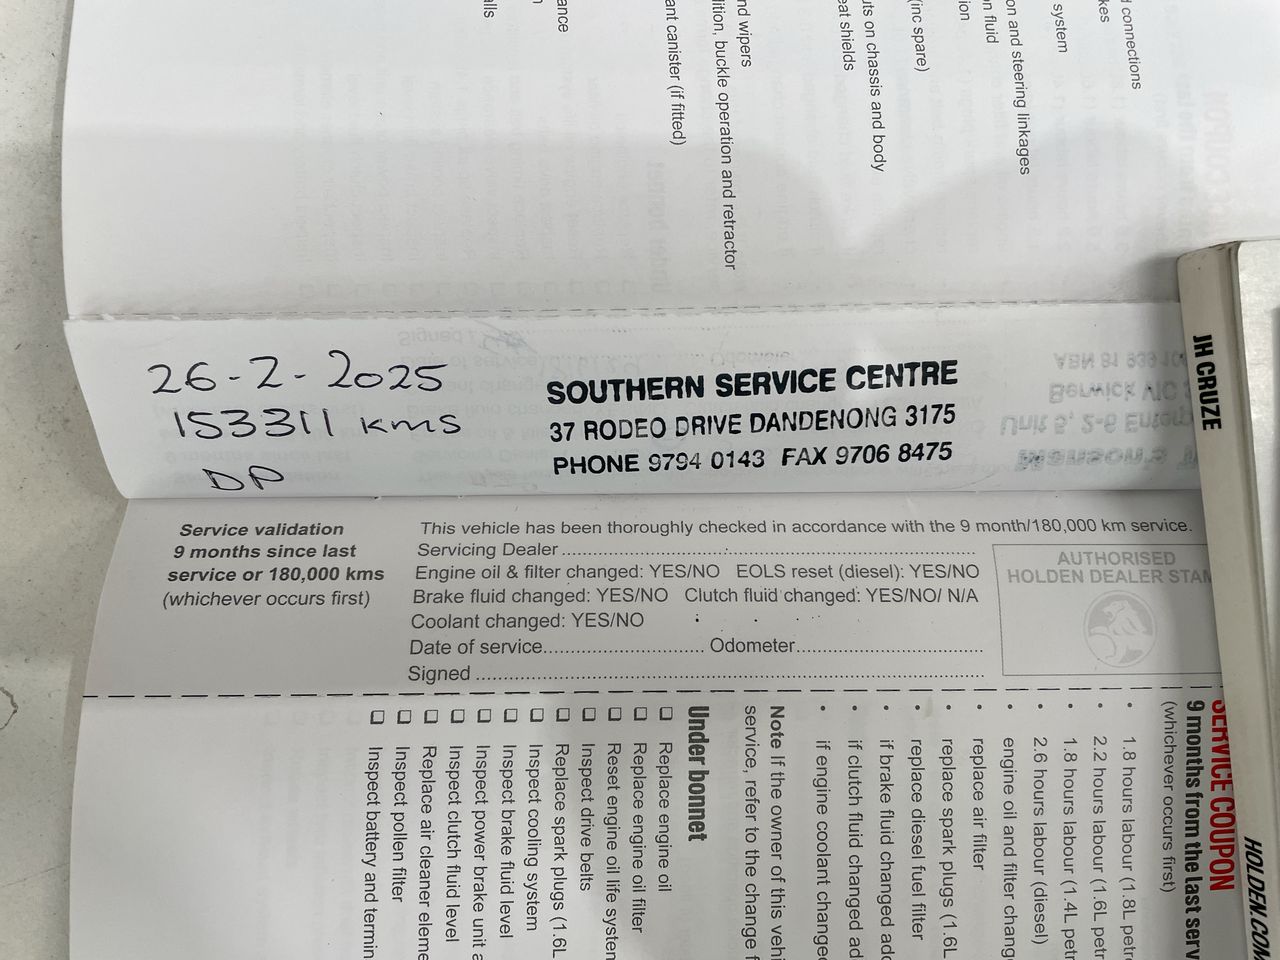 d connections
kes
system
on and steering linkages
n fluid
ion
(inc spare)
uts on chassis and body
eat shields
nd wipers
lition, buckle operation and retractor
ant canister (if fitted)
ance
n
alls
26-2-2025
153311 kms
DP
SOUTHERN SERVICE CENTRE
37 RODEO DRIVE DANDENONG 3175
PHONE 9794 0143 FAX 9706 8475
JH CRUZE
HOLDEN.COM
Service validation
9 months since last
service or 180,000 kms
(whichever occurs first)
This vehicle has been thoroughly checked in accordance with the 9 month/180,000 km service.
Servicing Dealer
Engine oil & filter changed: YES/NO EOLS reset (diesel): YES/NO
Brake fluid changed: YES/NO Clutch fluid changed: YES/NO/ N/A
Coolant changed: YES/NO
Date of service Odometer
Signed
AUTHORISED
HOLDEN DEALER STAM
SERVICE COUPON
9 months from the last serv
(whichever occurs first)
• 1.8 hours labour (1.8L petr
• 2.2 hours labour (1.6L petr
• 1.8 hours labour (1.4L petr
• 2.6 hours labour (diesel)
• engine oil and filter chang
• replace air filter
• replace spark plugs (1.6L
• replace diesel fuel filter
• if brake fluid changed add
• if clutch fluid changed ad
• if engine coolant changed
Note If the owner of this vehi
service, refer to the change f
Under bonnet
❑ Replace engine oil
❑ Replace engine oil filter
❑ Reset engine oil life system
❑ Inspect drive belts
❑ Replace spark plugs (1.6L
❑ Inspect cooling system
❑ Inspect brake fluid level
❑ Inspect power brake unit a
❑ Inspect clutch fluid level
❑ Replace air cleaner eleme
❑ Inspect pollen filter
❑ Inspect battery and termin